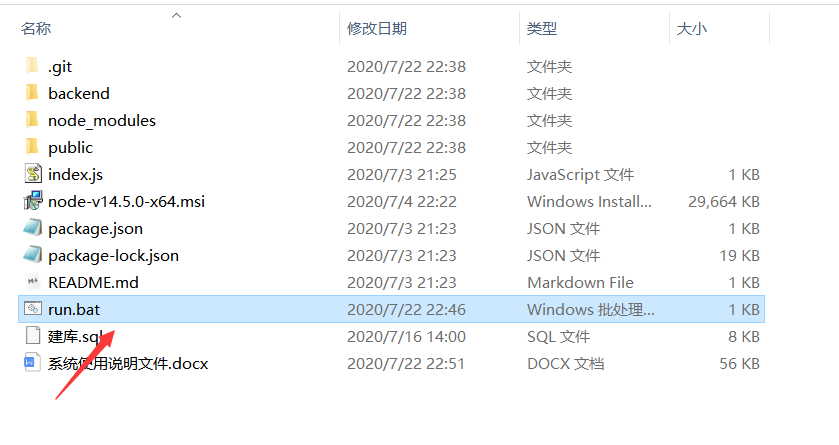 名称 修改日期 类型 大小
.git 2020/7/22 22:38 文件夹
backend 2020/7/22 22:38 文件夹
node_modules 2020/7/22 22:38 文件夹
public 2020/7/22 22:38 文件夹
index.js 2020/7/3 21:25 JavaScript 文件 1 KB
node-v14.5.0-x64.msi 2020/7/4 22:22 Windows Install... 29,664 KB
package.json 2020/7/3 21:23 JSON 文件 1 KB
package-lock.json 2020/7/3 21:23 JSON 文件 19 KB
README.md 2020/7/3 21:23 Markdown File 1 KB
run.bat 2020/7/22 22:46 Windows 批处理... 1 KB
建库.sql 2020/7/16 14:00 SQL 文件 8 KB
系统使用说明文件.docx 2020/7/22 22:51 DOCX 文档 56 KB